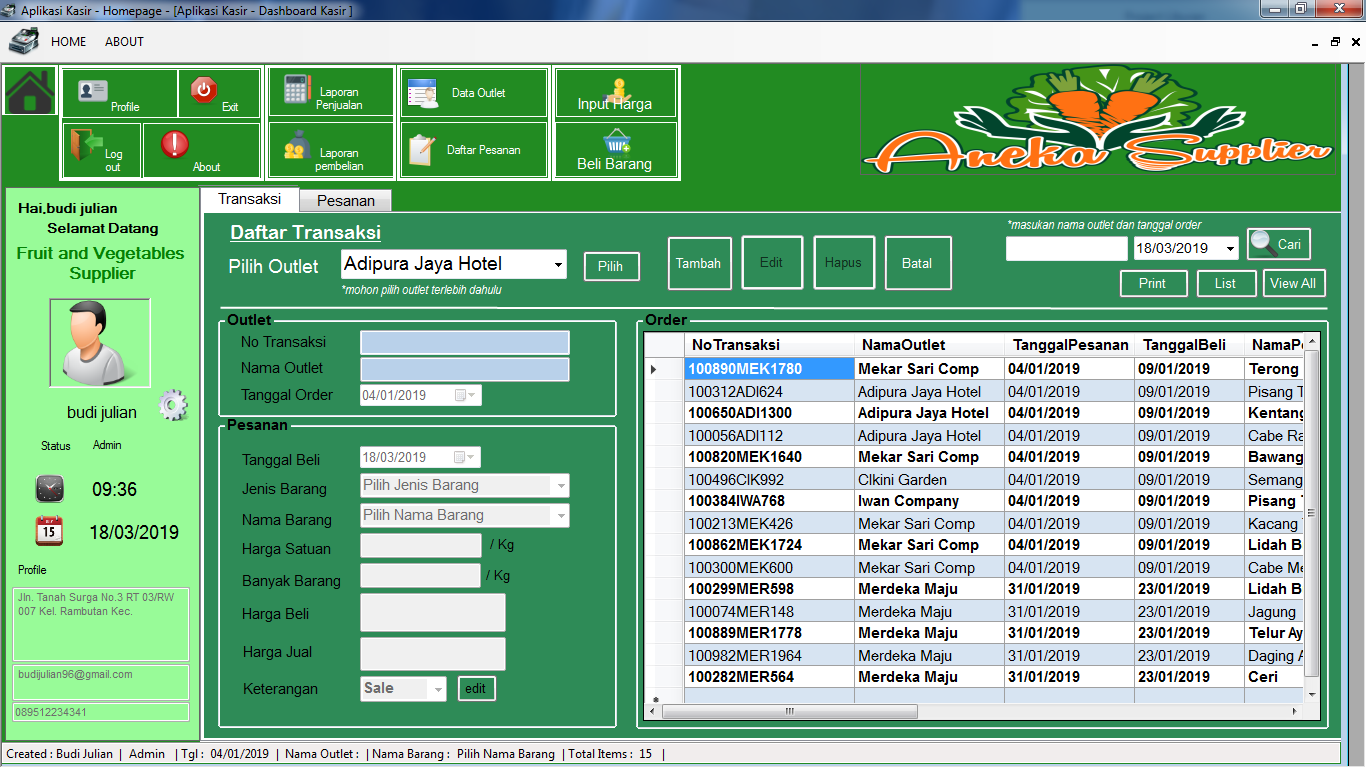 Aplikasi Kasir - Homepage - [Aplikasi Kasir - Dashboard Kasir ]
HOME ABOUT
Profile Exit Laporan Penjualan Data Outlet Input Harga
Log out About Laporan pembelian Daftar Pesanan Beli Barang
Aneka Supplier
Hai,budi julian
Selamat Datang
Fruit and Vegetables
Supplier
budi julian
Status Admin
09:36
18/03/2019
Profile
Jln. Tanah Surga No.3 RT 03/RW
007 Kel. Rambutan Kec.
budijulian96@gmail.com
089512234341
Transaksi Pesanan
Daftar Transaksi
Pilih Outlet Adipura Jaya Hotel Pilih
*mohon pilih outlet terlebih dahulu
Tambah Edit Hapus Batal
*masukan nama outlet dan tanggal order
18/03/2019 Cari
Print List View All
Outlet
No Transaksi
Nama Outlet
Tanggal Order 04/01/2019
Pesanan
Tanggal Beli 18/03/2019
Jenis Barang Pilih Jenis Barang
Nama Barang Pilih Nama Barang
Harga Satuan / Kg
Banyak Barang / Kg
Harga Beli
Harga Jual
Keterangan Sale edit
Order
NoTransaksi NamaOutlet TanggalPesanan TanggalBeli NamaPe
100890MEK1780 Mekar Sari Comp 04/01/2019 09/01/2019 Terong
100312ADI624 Adipura Jaya Hotel 04/01/2019 09/01/2019 Pisang T
100650ADI1300 Adipura Jaya Hotel 04/01/2019 09/01/2019 Kentang
100056ADI112 Adipura Jaya Hotel 04/01/2019 09/01/2019 Cabe Ra
100820MEK1640 Mekar Sari Comp 04/01/2019 09/01/2019 Bawang
100496CIK992 CIkini Garden 04/01/2019 09/01/2019 Semang
100384IWA768 Iwan Company 04/01/2019 09/01/2019 Pisang T
100213MEK426 Mekar Sari Comp 04/01/2019 09/01/2019 Kacang
100862MEK1724 Mekar Sari Comp 04/01/2019 09/01/2019 Lidah B
100300MEK600 Mekar Sari Comp 04/01/2019 09/01/2019 Cabe Me
100299MER598 Merdeka Maju 31/01/2019 23/01/2019 Lidah B
100074MER148 Merdeka Maju 31/01/2019 23/01/2019 Jagung
100889MER1778 Merdeka Maju 31/01/2019 23/01/2019 Telur Ay
100982MER1964 Merdeka Maju 31/01/2019 23/01/2019 Daging A
100282MER564 Merdeka Maju 31/01/2019 23/01/2019 Ceri
Created : Budi Julian | Admin | Tgl : 04/01/2019 | Nama Outlet : | Nama Barang : Pilih Nama Barang | Total Items : 15 |